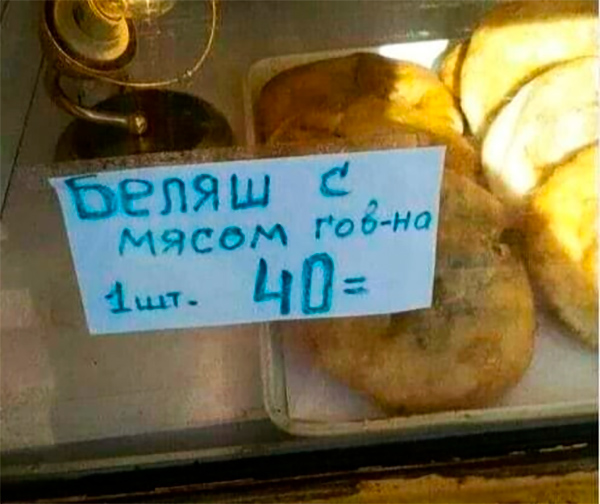 Беляш с
мясом гов-на
1шт. 40=